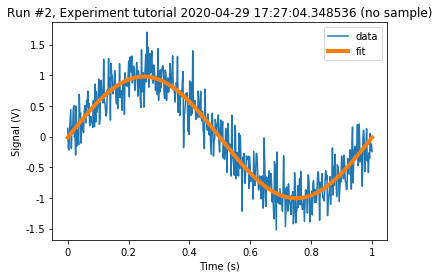 Run #2, Experiment tutorial 2020-04-29 17:27:04.348536 (no sample)
data
fit
Signal (V)
1.5
1
0.5
0
-0.5
-1
-1.5
0
0.2
0.4
0.6
0.8
1
Time (s)